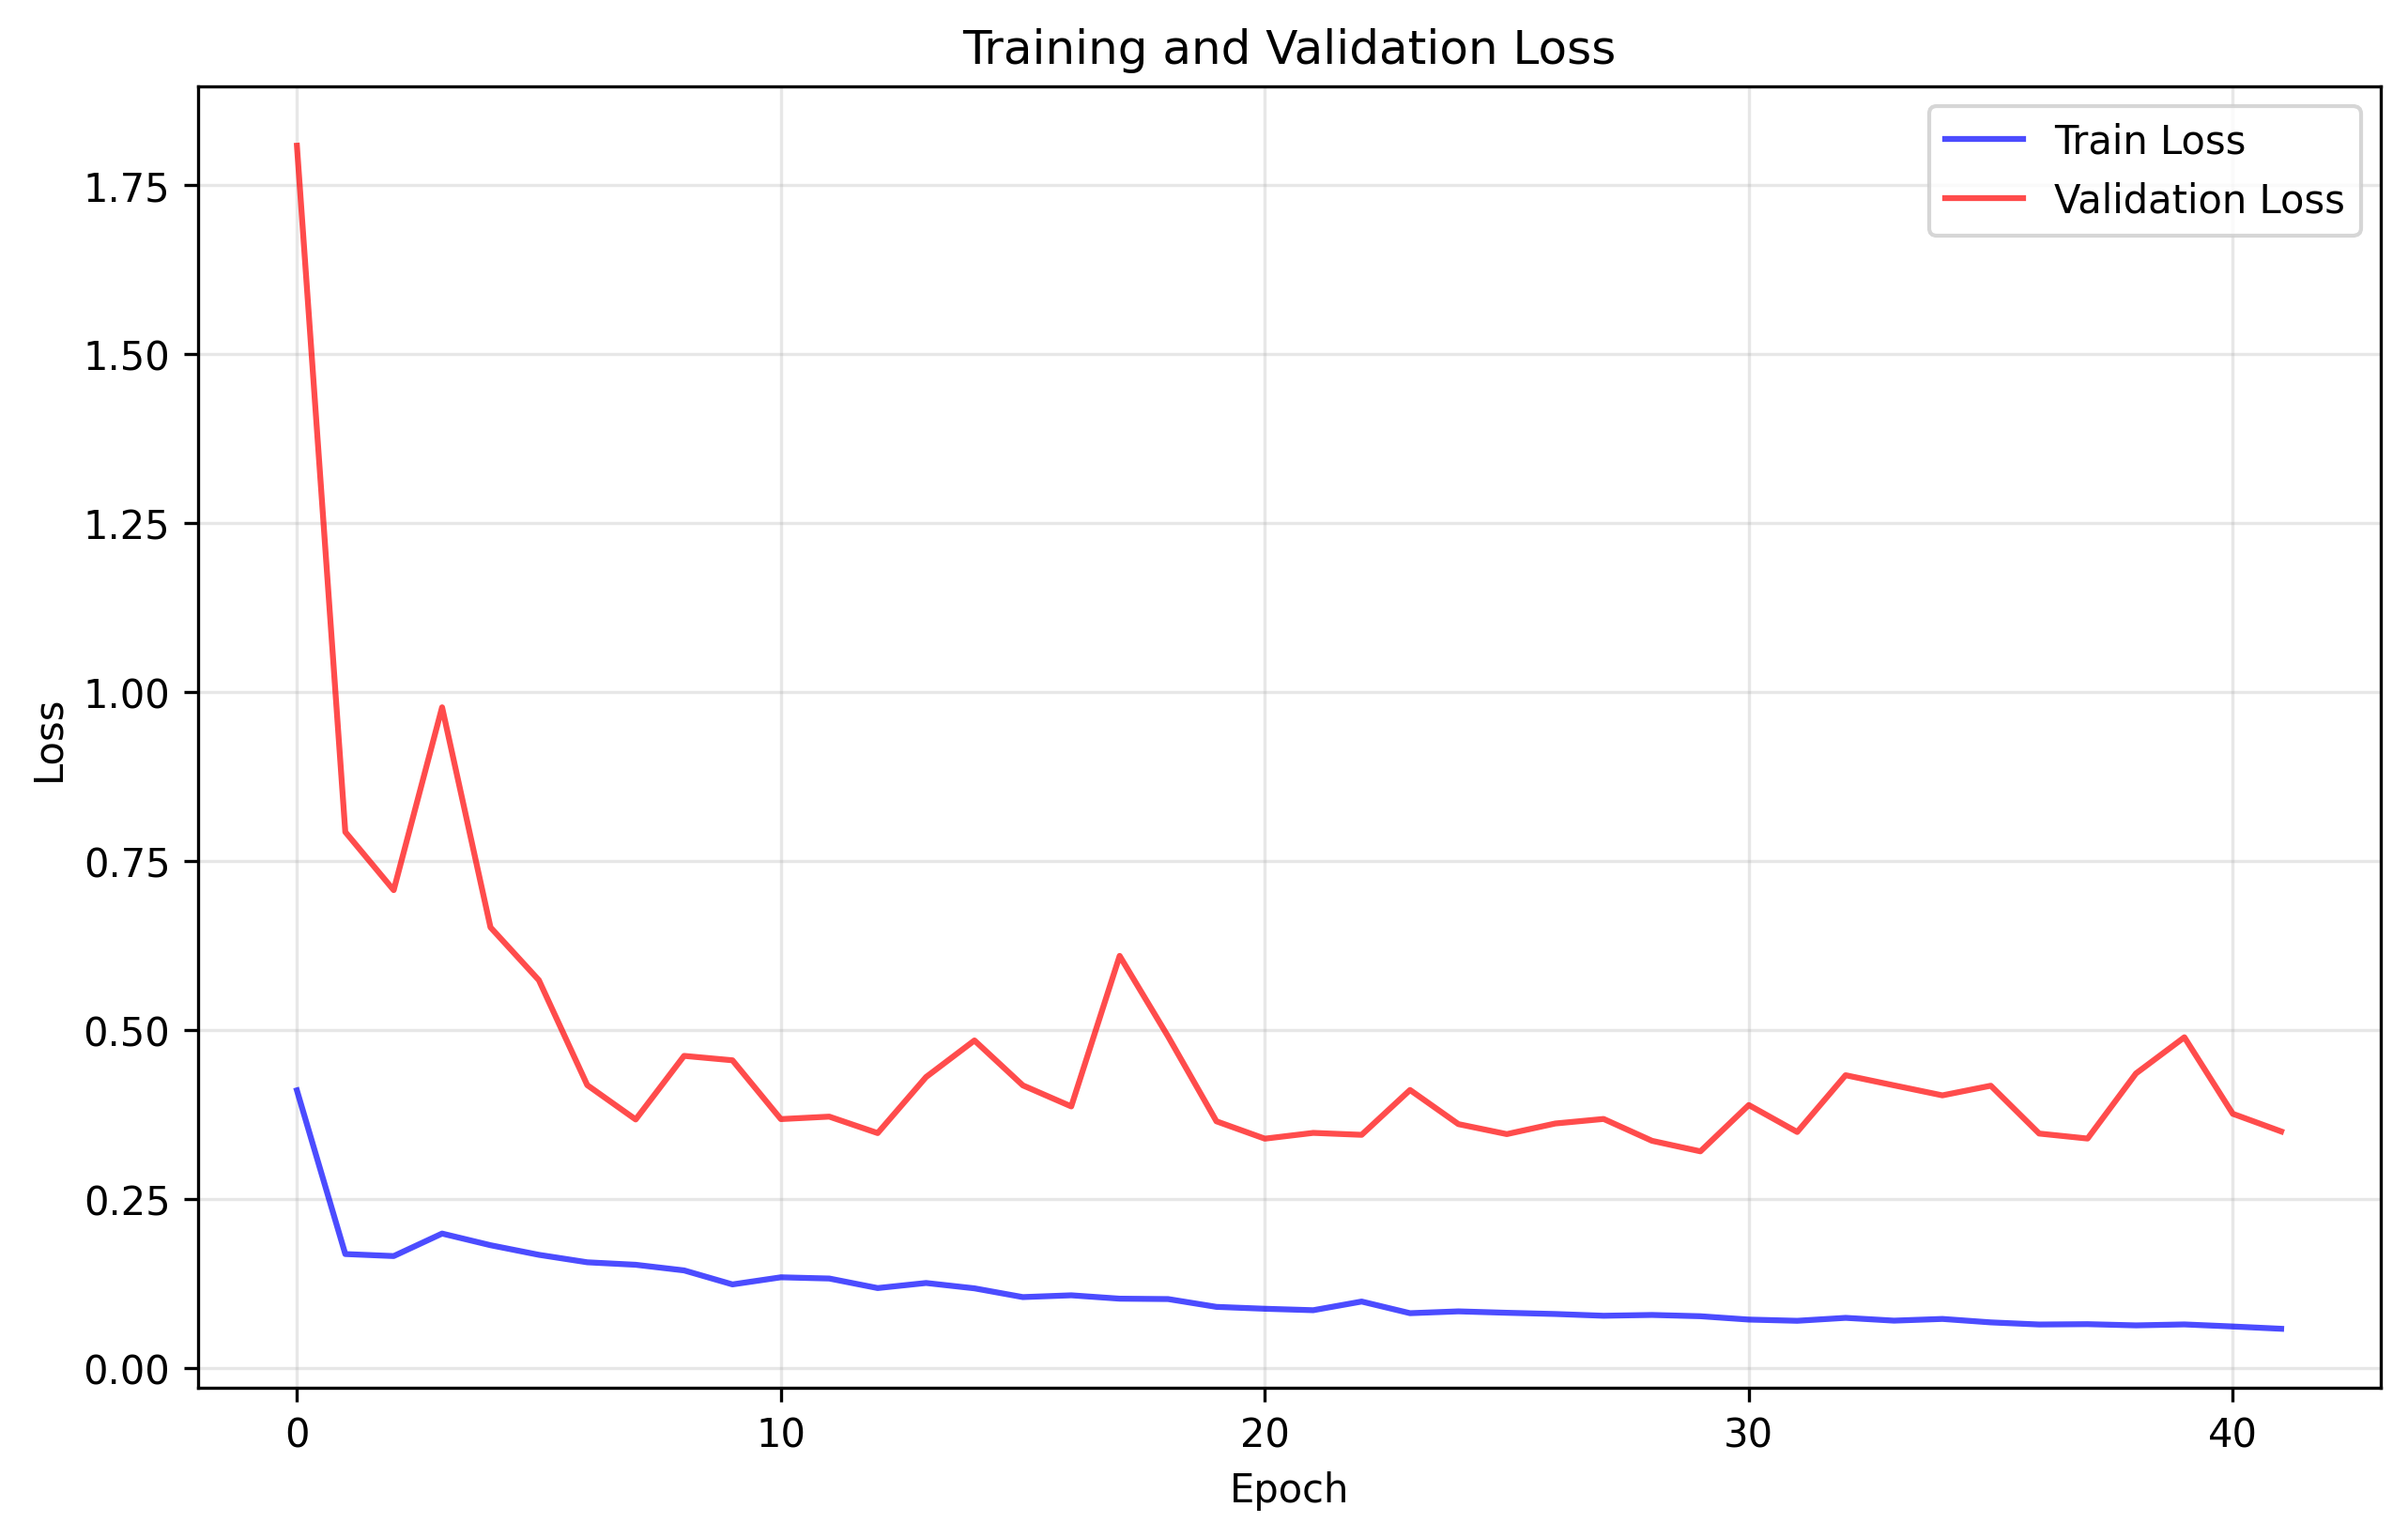 Training and Validation Loss
Train Loss
Validation Loss
1.75
1.50
1.25
1.00
0.75
0.50
0.25
0.00
Loss
0 10 20 30 40
Epoch